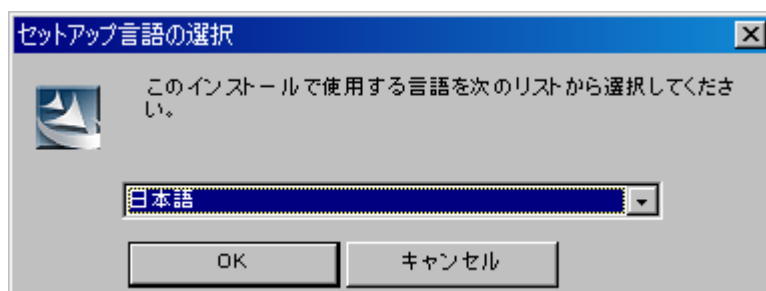 セットアップ言語の選択
このインストールで使用する言語を次のリストから選択してくださ
い。
日本語
OK
キャンセル